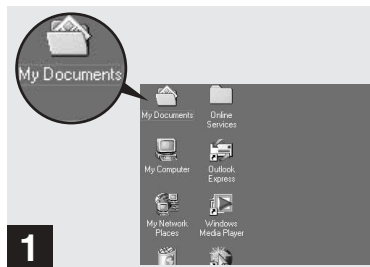 My Documents
My Documents
Online
Services
My Computer
Outlook
Express
My Network
Places
Windows
Media Player
1